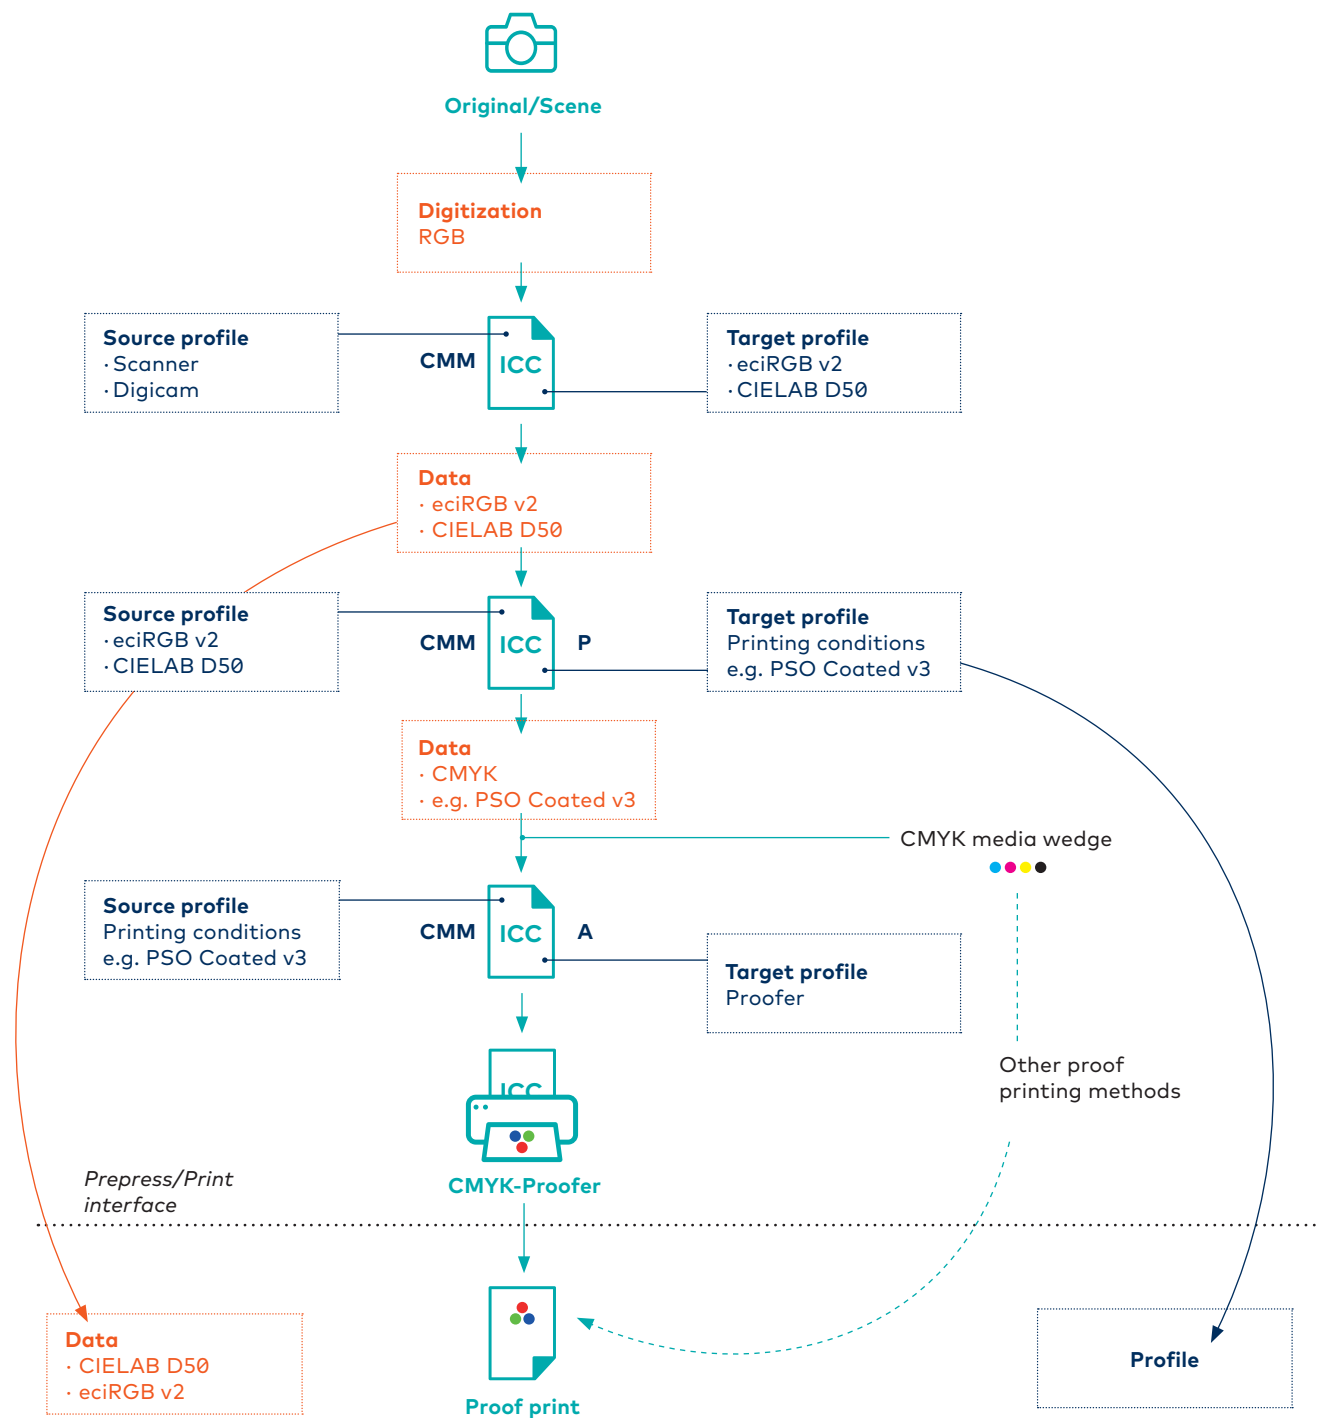 Original/Scene
Digitization
RGB
Source profile
· Scanner
· Digicam
CMM
ICC
Target profile
· eciRGB v2
· CIELAB D50
Data
· eciRGB v2
· CIELAB D50
Source profile
· eciRGB v2
· CIELAB D50
CMM
ICC
P
Target profile
Printing conditions
e.g. PSO Coated v3
Data
· CMYK
· e.g. PSO Coated v3
CMYK media wedge
Source profile
Printing conditions
e.g. PSO Coated v3
CMM
ICC
A
Target profile
Proofer
Other proof
printing methods
ICC
CMYK-Proofer
Prepress/Print
interface
Data
· CIELAB D50
· eciRGB v2
Proof print
Profile